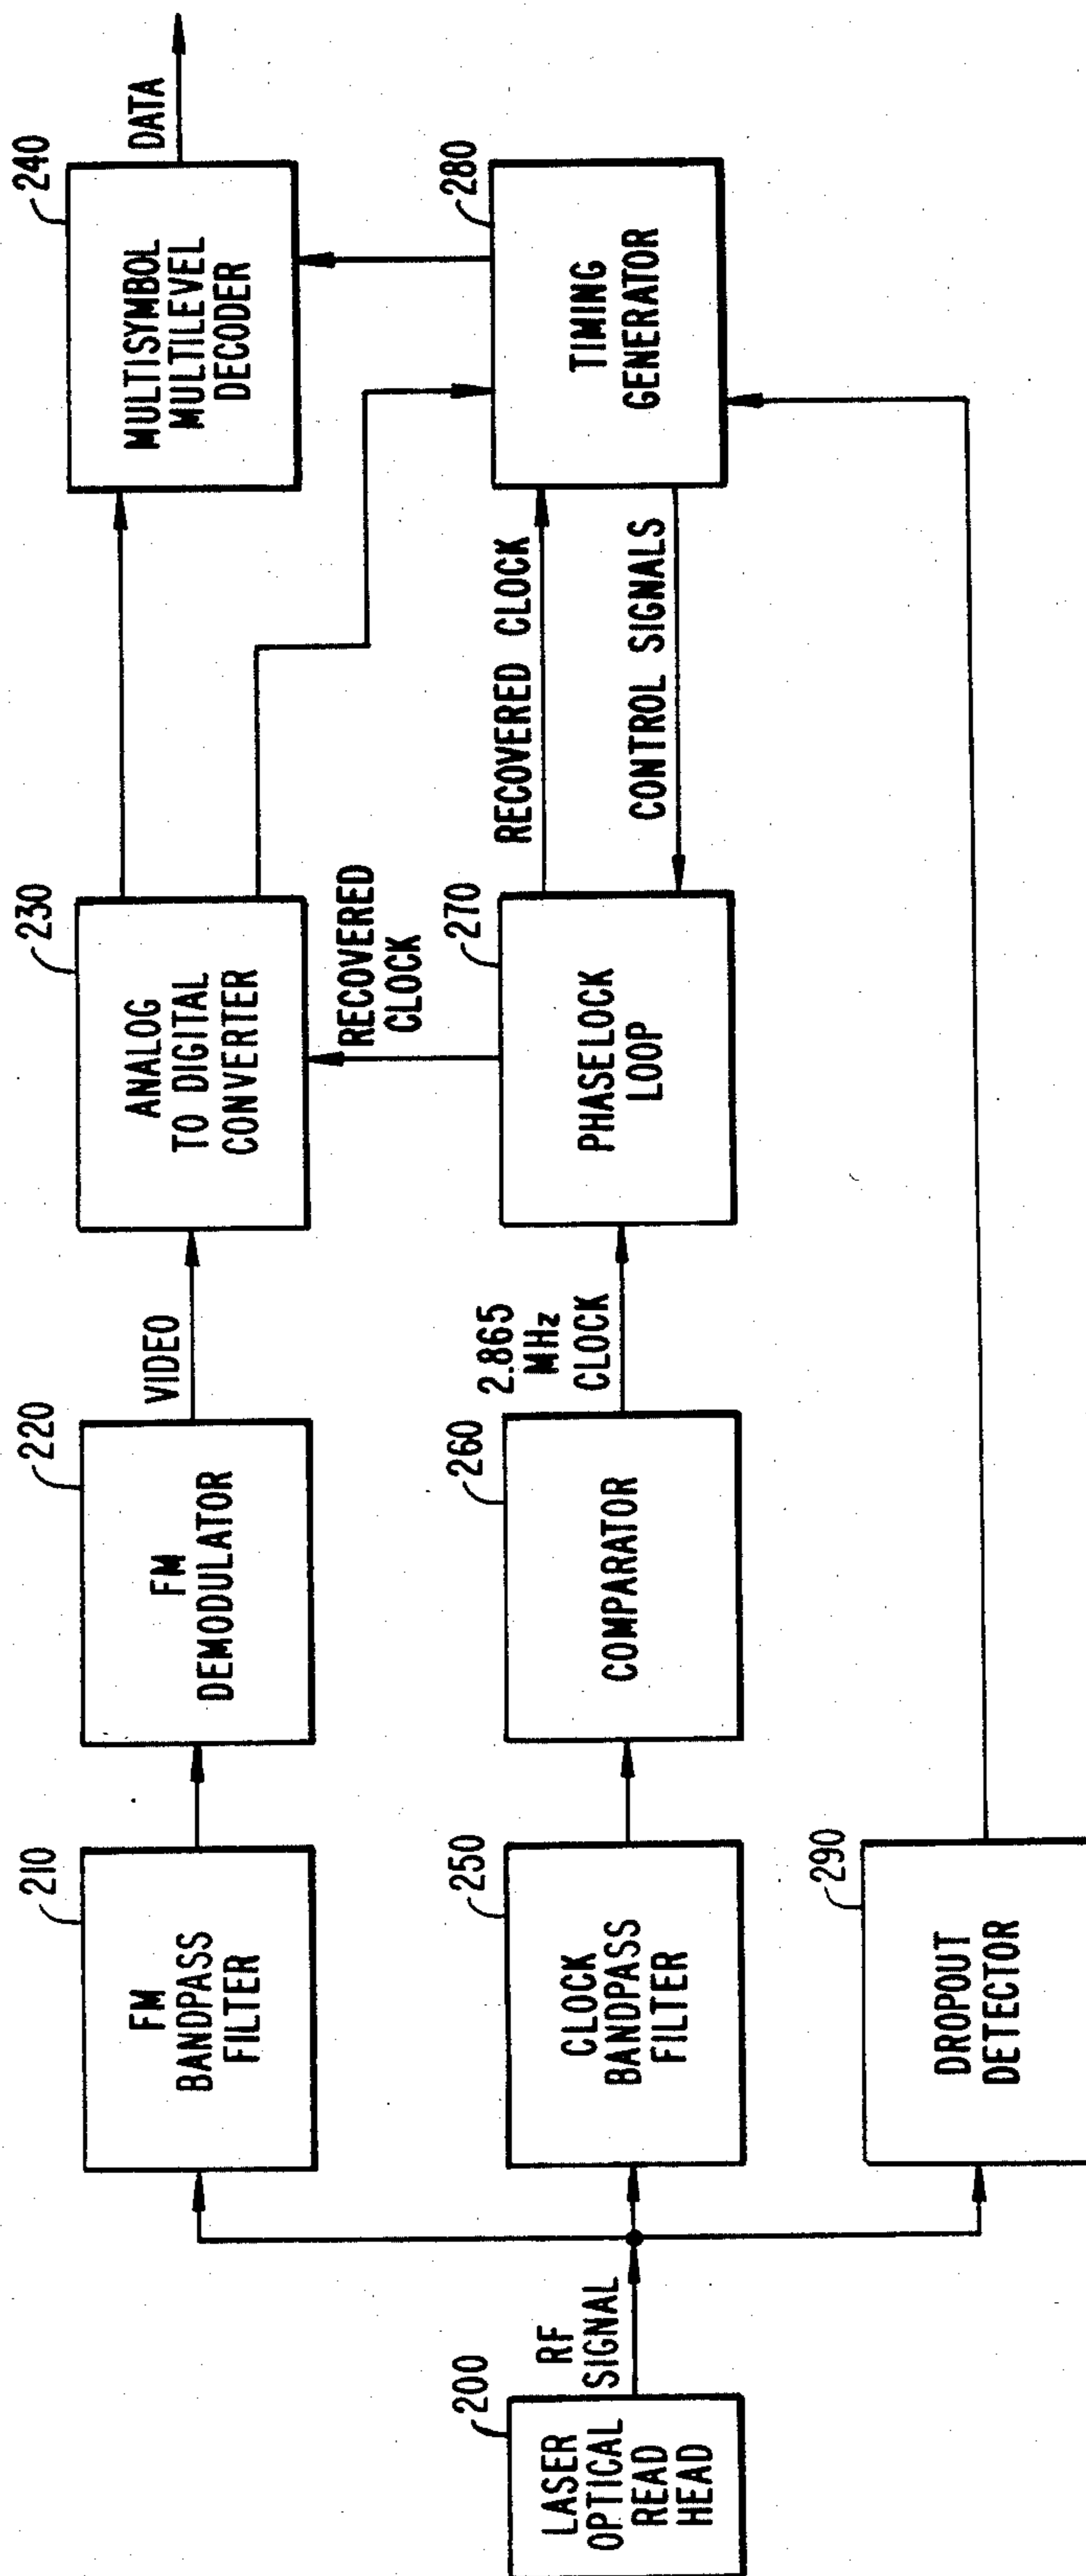 200
LASER
OPTICAL
READ
HEAD
RF
SIGNAL
210
FM
BANDPASS
FILTER
220
FM
DEMODULATOR
VIDEO
230
ANALOG
TO DIGITAL
CONVERTER
240
MULTISYMBOL
MULTILEVEL
DECODER
DATA
250
CLOCK
BANDPASS
FILTER
260
COMPARATOR
2.865
MHz
CLOCK
270
PHASELOCK
LOOP
RECOVERED
CLOCK
RECOVERED CLOCK
CONTROL SIGNALS
280
TIMING
GENERATOR
290
DROPOUT
DETECTOR